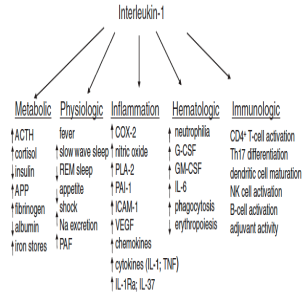 Interleukin-1
Metabolic
↑ACTH
↑cortisol
↓insulin
↑APP
↑fibrinogen
↓albumin
↑iron stores
Physiologic
fever
↑slow wave sleep
↓REM sleep
↓appetite
↓shock
↑Na excretion
↑PAF
Inflammation
↑COX-2
↑nitric oxide
↑PLA-2
↑PAI-1
↑ICAM-1
↑VEGF
↑chemokines
↑cytokines (IL-1; TNF)
↑IL-1Ra; IL-37
Hematologic
↑neutrophilia
↑G-CSF
↑GM-CSF
↑IL-6
↑phagocytosis
↓erythropoiesis
Immunologic
CD4⁺ T-cell activation
Th17 differentiation
dendritic cell maturation
NK cell activation
B-cell activation
adjuvant activity